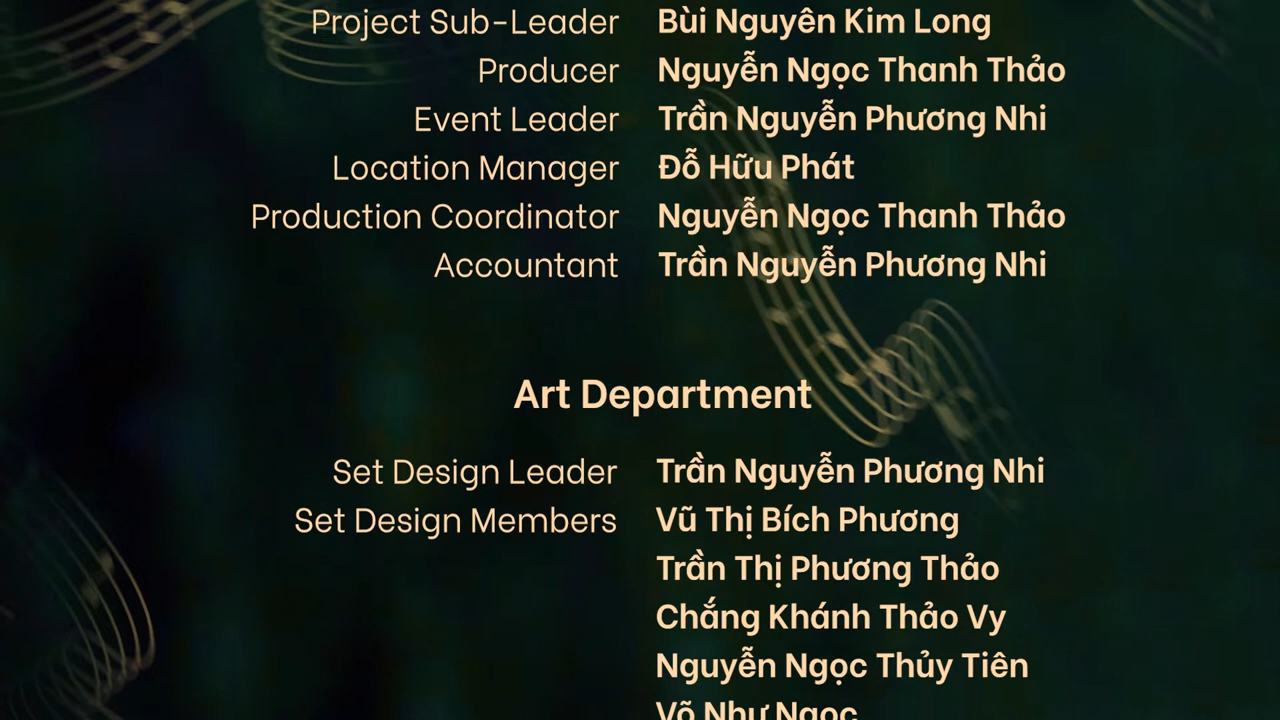 Project Sub-Leader Bùi Nguyên Kim Long
Producer Nguyễn Ngọc Thanh Thảo
Event Leader Trần Nguyễn Phương Nhi
Location Manager Đỗ Hữu Phát
Production Coordinator Nguyễn Ngọc Thanh Thảo
Accountant Trần Nguyễn Phương Nhi
Art Department
Set Design Leader Trần Nguyễn Phương Nhi
Set Design Members Vũ Thị Bích Phương
Trần Thị Phương Thảo
Chắng Khánh Thảo Vy
Nguyễn Ngọc Thủy Tiên
Võ Như Ngọc